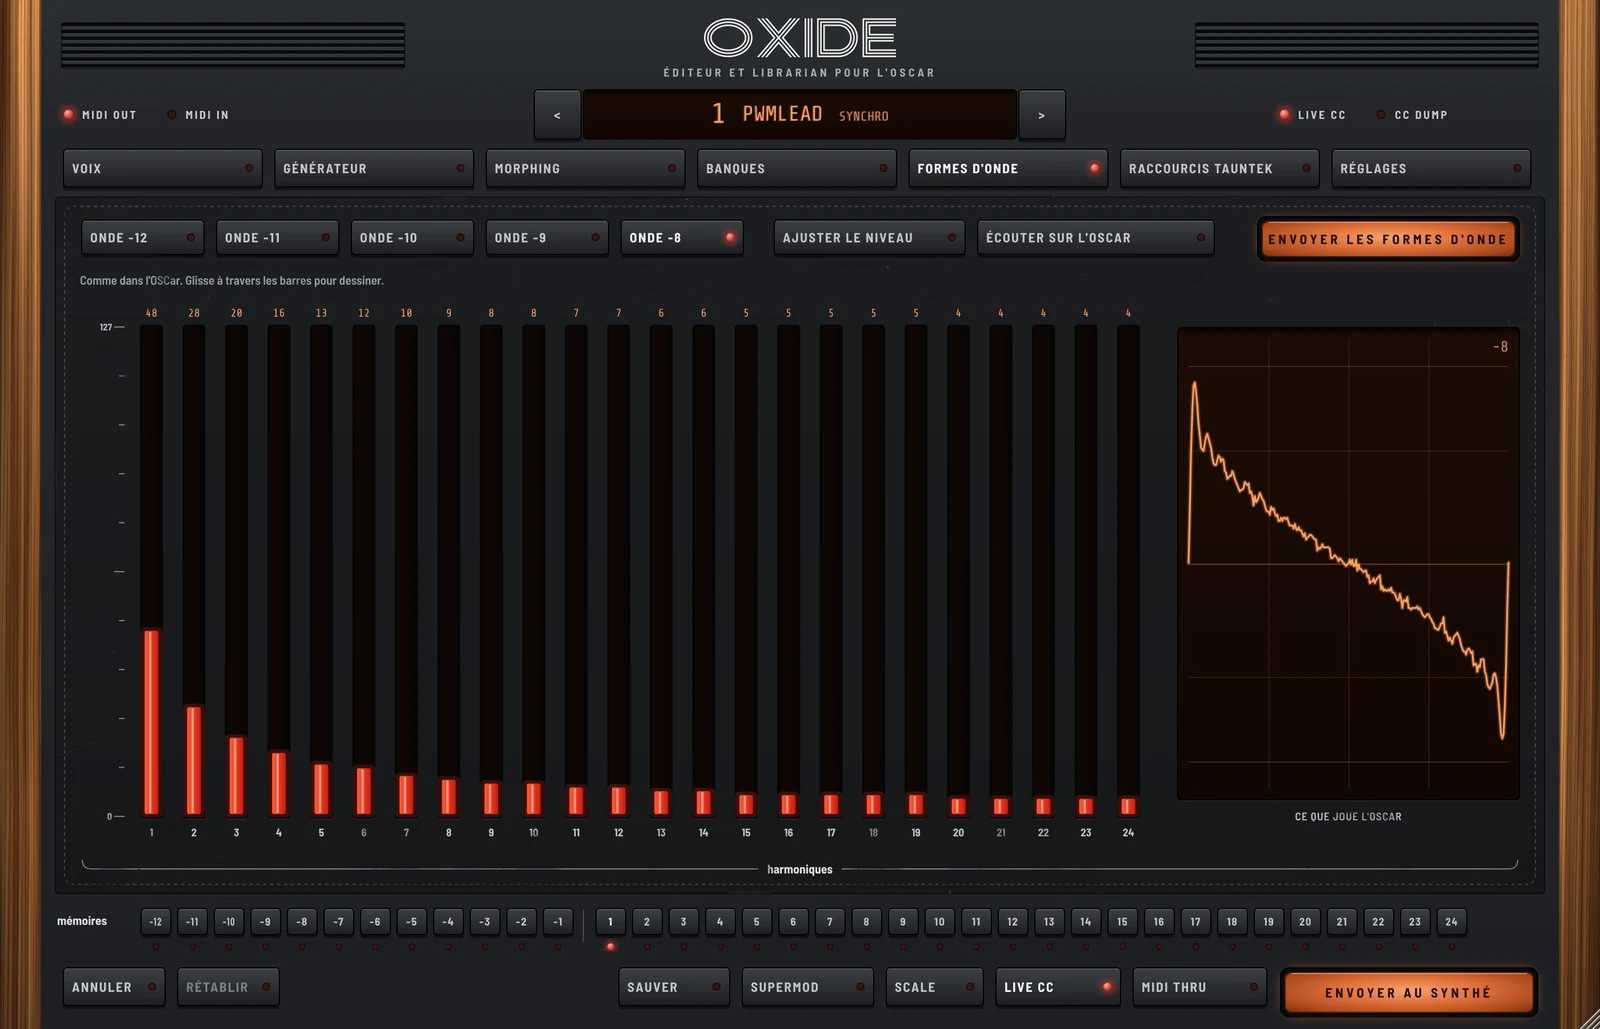 OXIDE
ÉDITEUR ET LIBRARIAN POUR L'OSCAR
MIDI OUT MIDI IN < 1 PWMLEAD SYNCHRO > LIVE CC CC DUMP
VOIX GÉNÉRATEUR MORPHING BANQUES FORMES D'ONDE RACCOURCIS TAUNTEK RÉGLAGES
ONDE -12 ONDE -11 ONDE -10 ONDE -9 ONDE -8 AJUSTER LE NIVEAU ÉCOUTER SUR L'OSCAR ENVOYER LES FORMES D'ONDE
Comme dans l'OSCar. Glisse à travers les barres pour dessiner.
48 28 20 16 13 12 10 9 8 8 7 7 6 6 5 5 5 5 5 4 4 4 4 4
127
-8
0
CE QUE JOUE L'OSCAR
1 2 3 4 5 6 7 8 9 10 11 12 13 14 15 16 17 18 19 20 21 22 23 24
harmoniques
mémoires -12 -11 -10 -9 -8 -7 -6 -5 -4 -3 -2 -1 1 2 3 4 5 6 7 8 9 10 11 12 13 14 15 16 17 18 19 20 21 22 23 24
ANNULER RÉTABLIR SAUVER SUPERMOD SCALE LIVE CC MIDI THRU ENVOYER AU SYNTHÉ